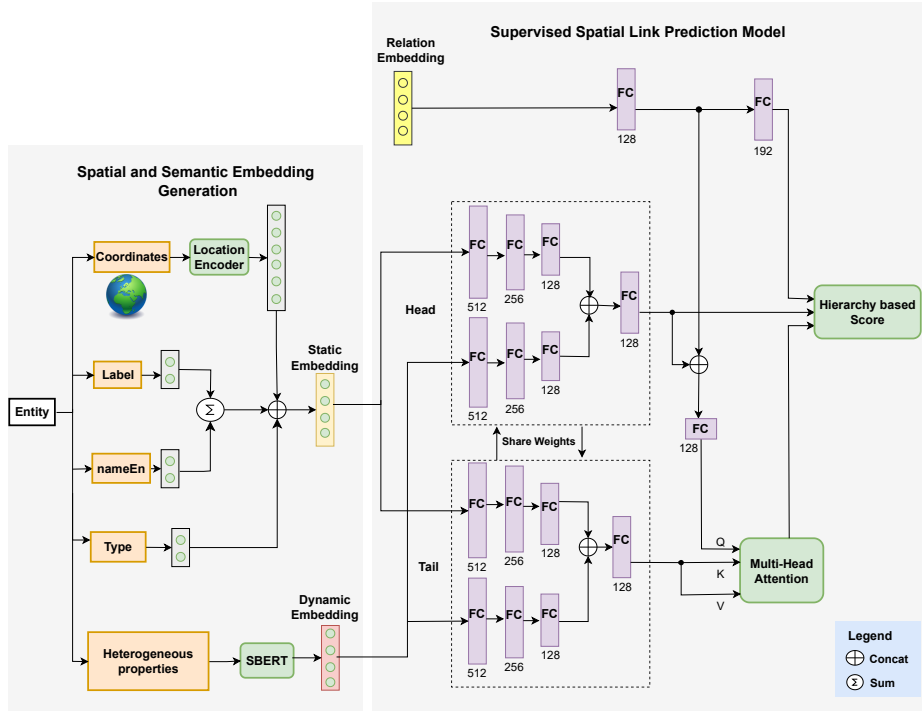 Supervised Spatial Link Prediction Model
Relation
Embedding
FC
128
FC
192
Spatial and Semantic Embedding
Generation
Coordinates
Location
Encoder
Label
nameEn
Type
Entity
Σ
Static
Embedding
Heterogeneous
properties
SBERT
Dynamic
Embedding
Head
FC
512
FC
256
FC
128
FC
512
FC
256
FC
128
FC
128
Share Weights
Tail
FC
512
FC
256
FC
128
FC
512
FC
256
FC
128
FC
128
FC
128
Q
K
V
Multi-Head
Attention
Hierarchy based
Score
Legend
Concat
Σ Sum